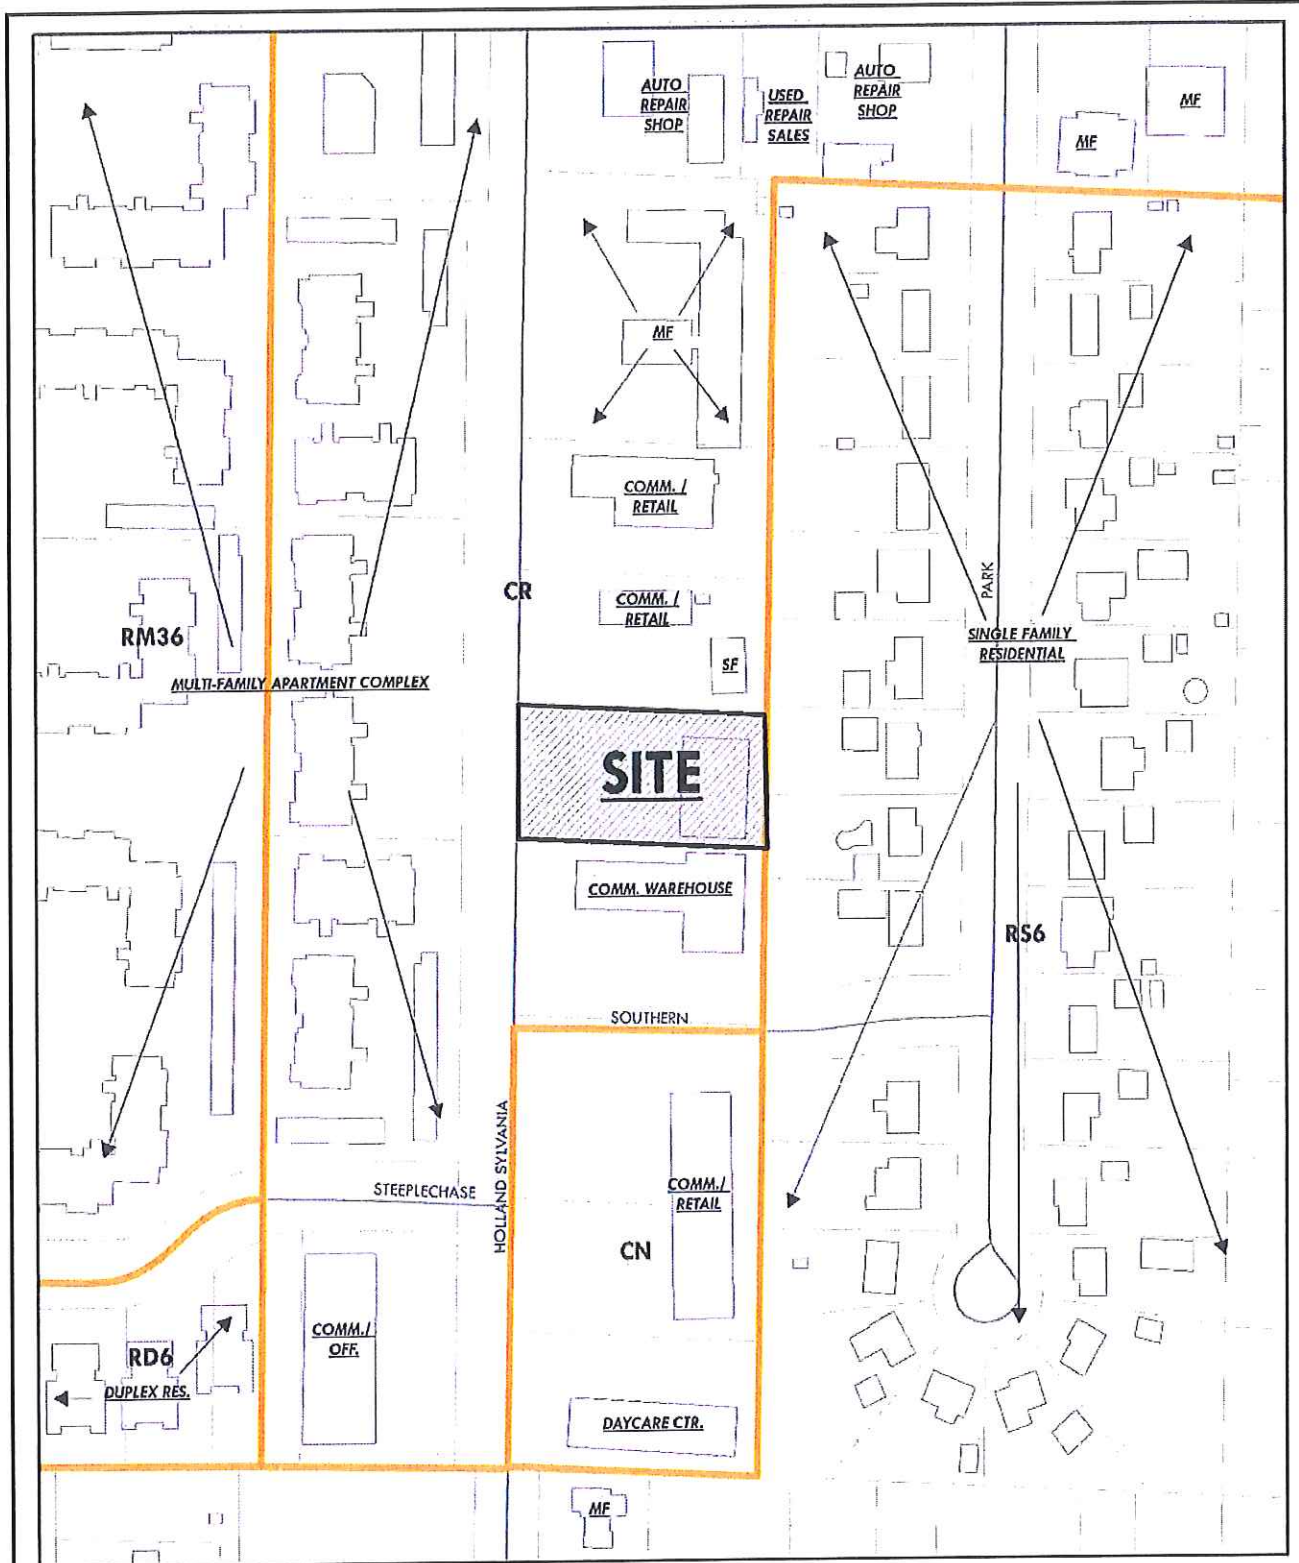 AUTO
REPAIR
SHOP
USED
REPAIR
SALES
AUTO
REPAIR
SHOP
MF
MF
MF
COMM. /
RETAIL
CR
COMM. /
RETAIL
PARK
RM36
SF
SINGLE FAMILY
RESIDENTIAL
MULTI-FAMILY APARTMENT COMPLEX
SITE
COMM. WAREHOUSE
RS6
SOUTHERN
HOLLAND SYLVANIA
STEEPLECHASE
COMM./
RETAIL
CN
COMM./
OFF.
RD6
DUPLEX RES.
DAYCARE CTR.
MF